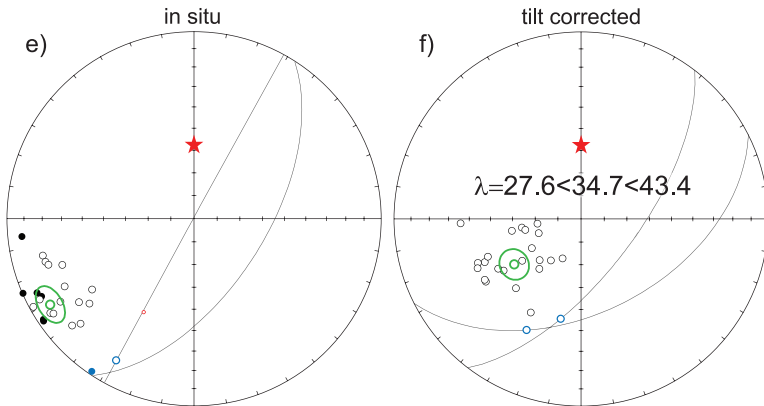 in situ
tilt corrected
e)
f)
λ=27.6<34.7<43.4